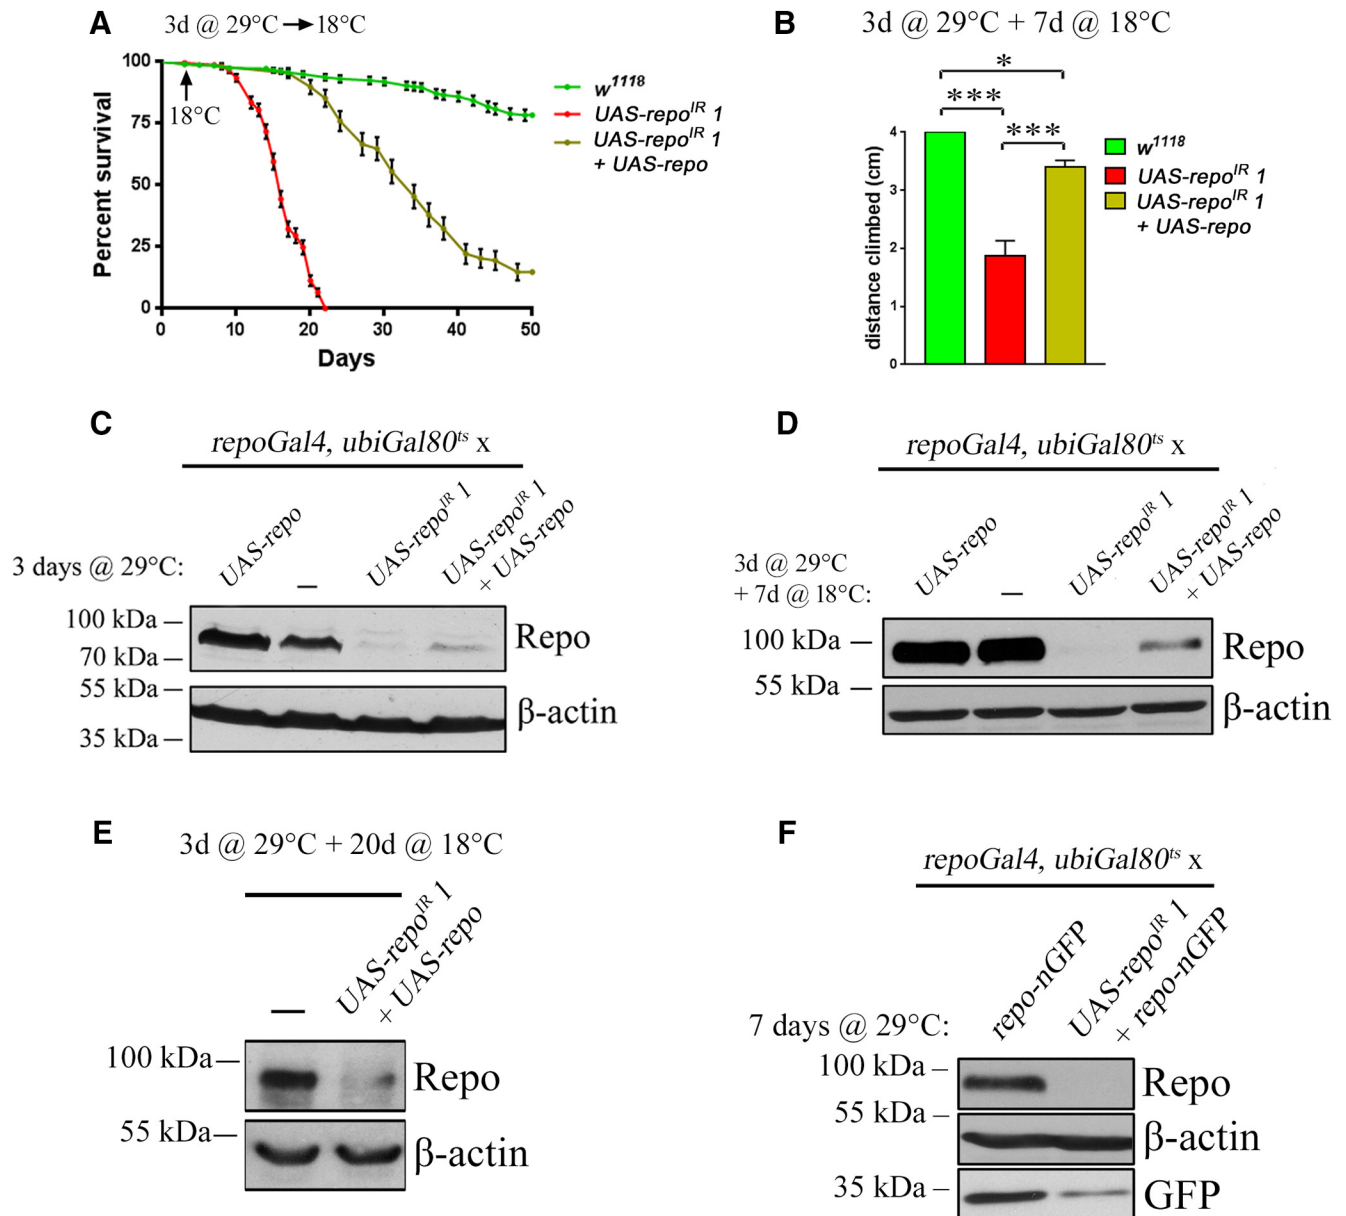 A
3d @ 29°C → 18°C
100
75
50
25
0
Percent survival
18°C
0 10 20 30 40 50
Days
w1118
UAS-repoIR 1
UAS-repoIR 1
+ UAS-repo
B
3d @ 29°C + 7d @ 18°C
*
***
***
4
3
2
1
0
distance climbed (cm)
w1118
UAS-repoIR 1
UAS-repoIR 1
+ UAS-repo
C
repoGal4, ubiGal80ts x
3 days @ 29°C:
UAS-repo
–
UAS-repoIR 1
UAS-repoIR 1
+ UAS-repo
100 kDa
70 kDa
55 kDa
35 kDa
Repo
β-actin
D
repoGal4, ubiGal80ts x
3d @ 29°C
+ 7d @ 18°C:
UAS-repo
–
UAS-repoIR 1
UAS-repoIR 1
+ UAS-repo
100 kDa
55 kDa
Repo
β-actin
E
3d @ 29°C + 20d @ 18°C
–
UAS-repoIR 1
+ UAS-repo
100 kDa
55 kDa
Repo
β-actin
F
repoGal4, ubiGal80ts x
7 days @ 29°C:
repo-nGFP
UAS-repoIR 1
+ repo-nGFP
100 kDa
55 kDa
35 kDa
Repo
β-actin
GFP